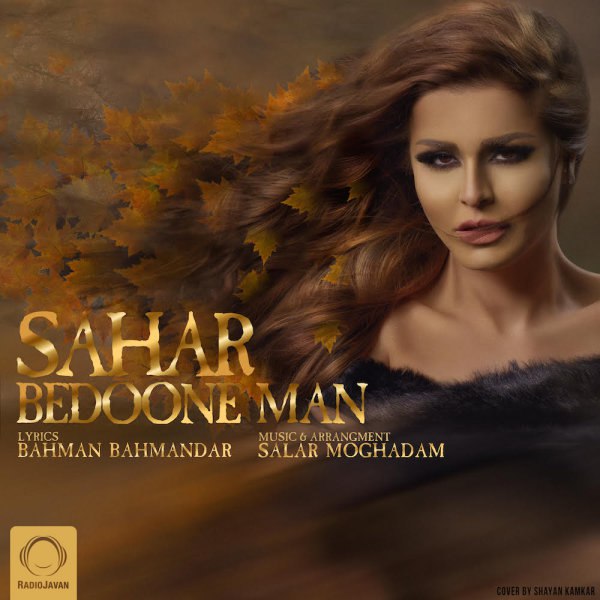 SAHAR
BEDOONE MAN
LYRICS
BAHMAN BAHMANDAR
MUSIC & ARRANGMENT
SALAR MOGHADAM
RADIOJAVAN
COVER BY SHAYAN KAMKAR